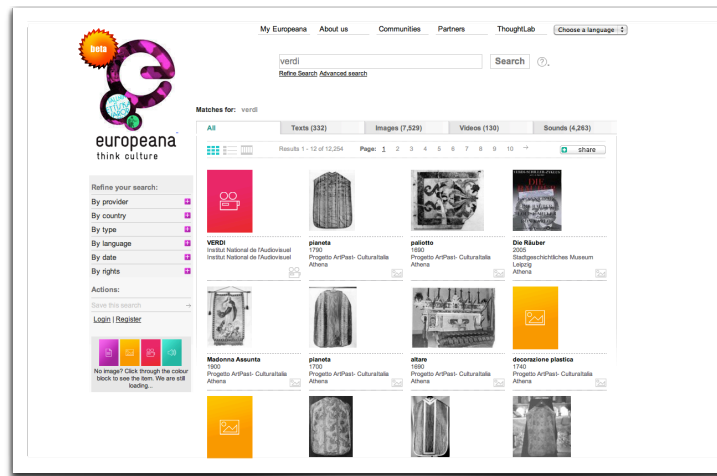 My Europeana About us Communities Partners ThoughtLab Choose a language
beta
verdi Search ?
Refine Search Advanced search
europeana
think culture
Matches for: verdi
All Texts (332) Images (7,529) Videos (130) Sounds (4,263)
Results 1 - 12 of 12,254 Page: 1 2 3 4 5 6 7 8 9 10 → share
Refine your search:
By provider
By country
By type
By language
By date
By rights
Actions:
Save this search
Login | Register
No image? Click through the colour
block to see the item. We are still
loading...
VERDI
Institut National de l'Audiovisuel
Institut National de l'Audiovisuel
pianeta
1790
Progetto ArtPast- CulturaItalia
Athena
paliotto
1690
Progetto ArtPast- CulturaItalia
Athena
DIE
RÄUBER
Die Räuber
2005
Stadtgeschichtliches Museum
Leipzig
Athena
Madonna Assunta
1900
Progetto ArtPast- CulturaItalia
Athena
pianeta
1700
Progetto ArtPast- CulturaItalia
Athena
altare
1690
Progetto ArtPast- CulturaItalia
Athena
decorazione plastica
1740
Progetto ArtPast- CulturaItalia
Athena